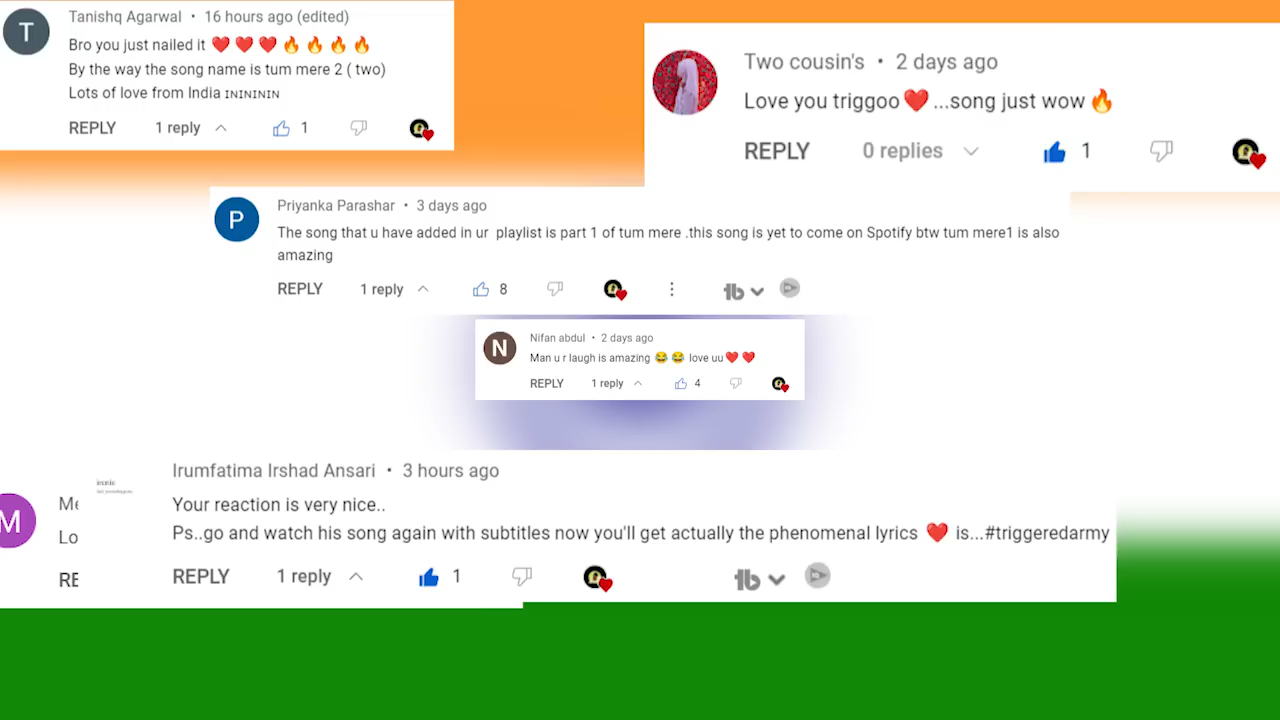 T
Tanishq Agarwal • 16 hours ago (edited)
Bro you just nailed it ❤️❤️❤️🔥🔥🔥🔥
By the way the song name is tum mere 2 ( two)
Lots of love from India ɪɴɪɴɪɴɪɴ
REPLY 1 reply 1
Two cousin's • 2 days ago
Love you triggoo❤️...song just wow🔥
REPLY 0 replies 1
P
Priyanka Parashar • 3 days ago
The song that u have added in ur playlist is part 1 of tum mere .this song is yet to come on Spotify btw tum mere1 is also
amazing
REPLY 1 reply 8 tb
N
Nifan abdul • 2 days ago
Man u r laugh is amazing 😂😂 love uu❤️❤️
REPLY 1 reply 4
M
Me
Lo
RE
Irumfatima Irshad Ansari • 3 hours ago
Your reaction is very nice..
Ps..go and watch his song again with subtitles now you'll get actually the phenomenal lyrics ❤️ is...#triggeredarmy
REPLY 1 reply 1 tb